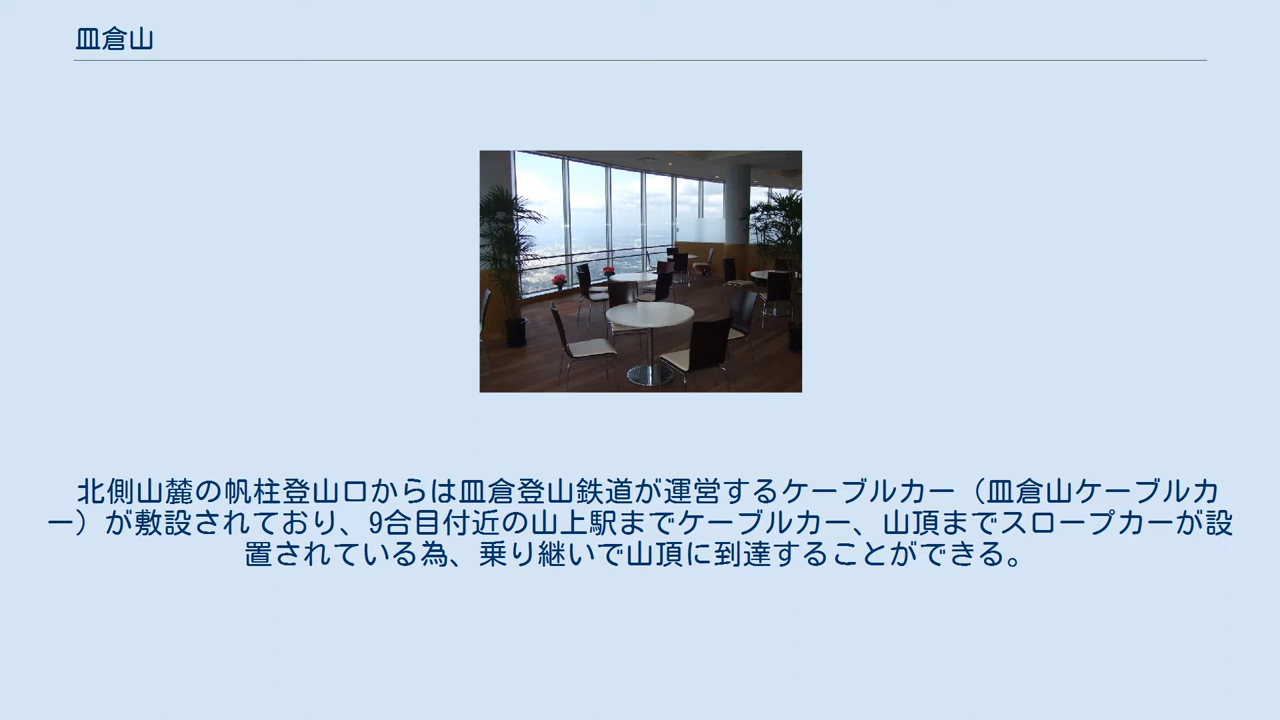 皿倉山
北側山麓の帆柱登山口からは皿倉登山鉄道が運営するケーブルカー（皿倉山ケーブルカ
ー）が敷設されており、9合目付近の山上駅までケーブルカー、山頂までスロープカーが設
置されている為、乗り継いで山頂に到達することができる。